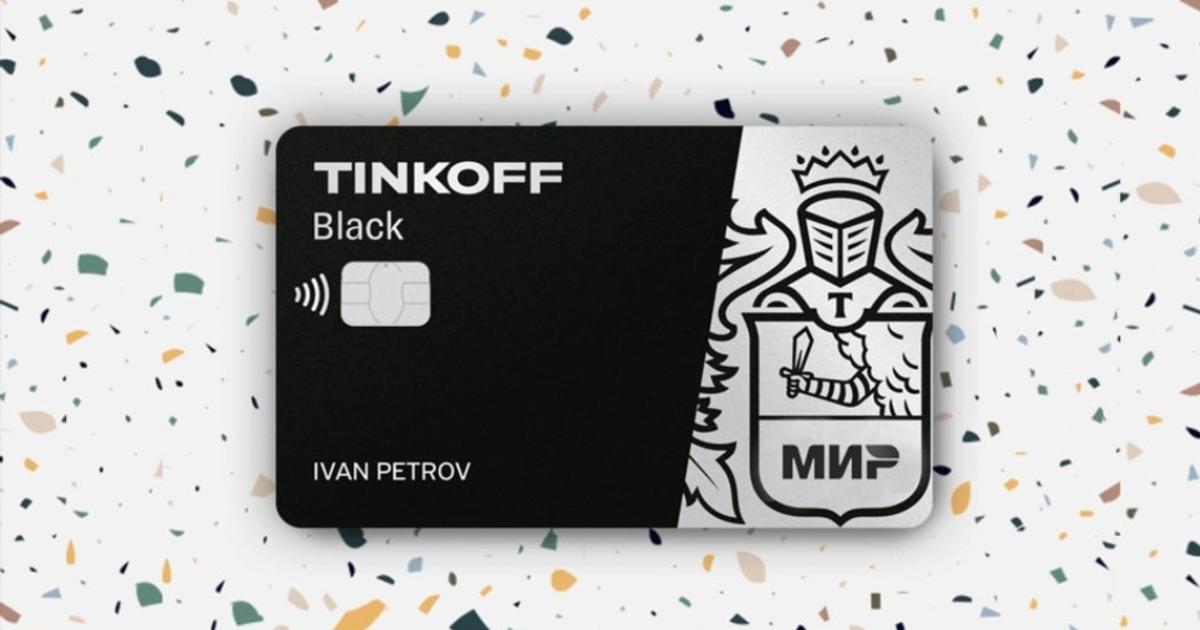 TINKOFF
Black
T
IVAN PETROV
МИР